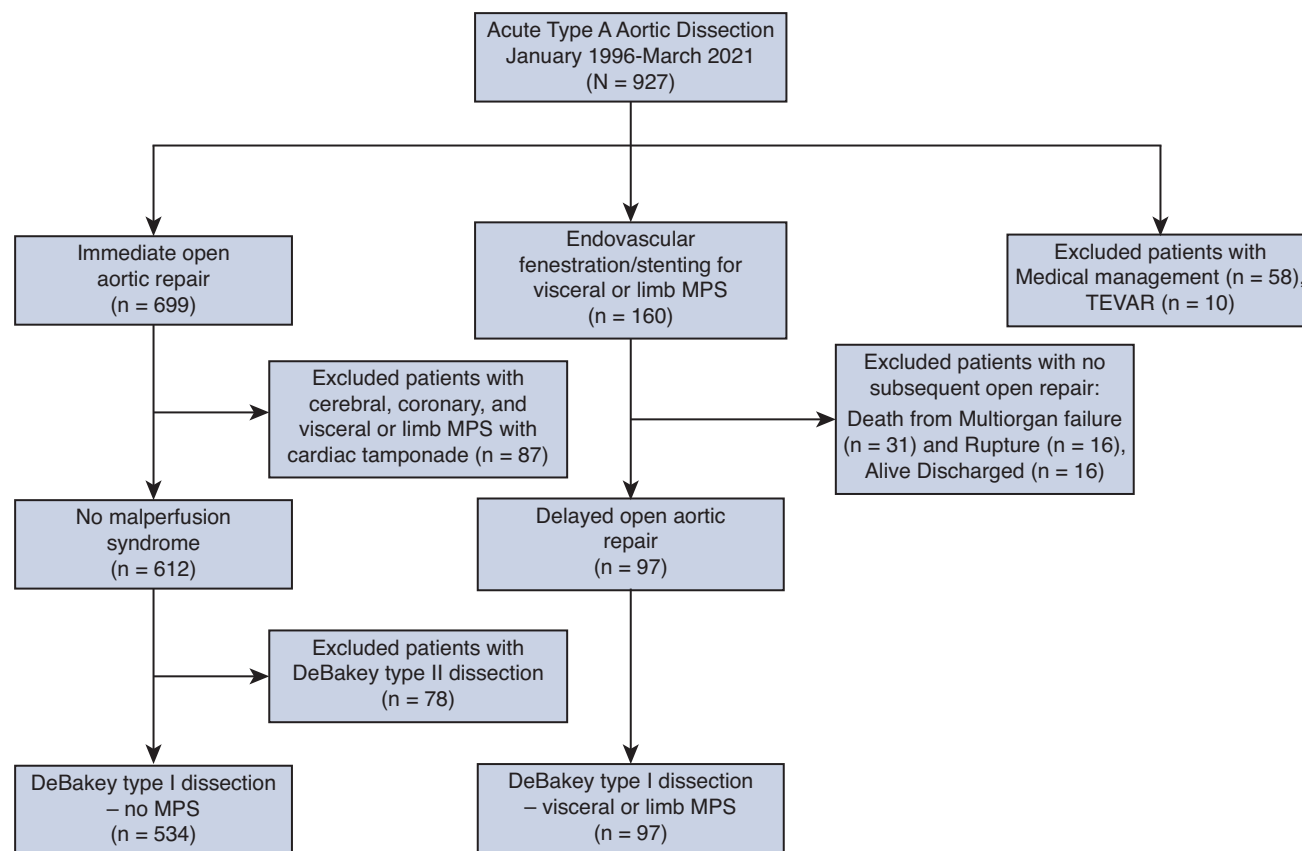 Acute Type A Aortic Dissection
January 1996-March 2021
(N = 927)
Immediate open
aortic repair
(n = 699)
Endovascular
fenestration/stenting for
visceral or limb MPS
(n = 160)
Excluded patients with
Medical management (n = 58),
TEVAR (n = 10)
Excluded patients with
cerebral, coronary, and
visceral or limb MPS with
cardiac tamponade (n = 87)
Excluded patients with no
subsequent open repair:
Death from Multiorgan failure
(n = 31) and Rupture (n = 16),
Alive Discharged (n = 16)
No malperfusion
syndrome
(n = 612)
Delayed open aortic
repair
(n = 97)
Excluded patients with
DeBakey type II dissection
(n = 78)
DeBakey type I dissection
– no MPS
(n = 534)
DeBakey type I dissection
– visceral or limb MPS
(n = 97)